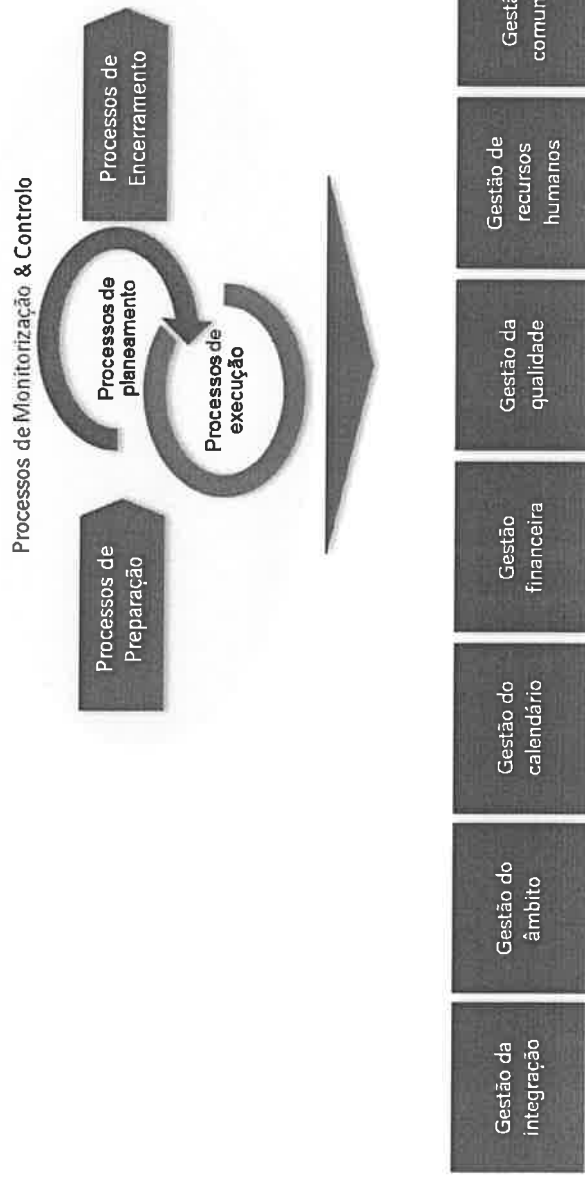 Processos de Monitorização & Controlo
Processos de
Preparação
Processos de
planeamento
Processos de
execução
Processos de
Encerramento
Gestão da
integração
Gestão do
âmbito
Gestão do
calendário
Gestão
financeira
Gestão da
qualidade
Gestão de
recursos
humanos